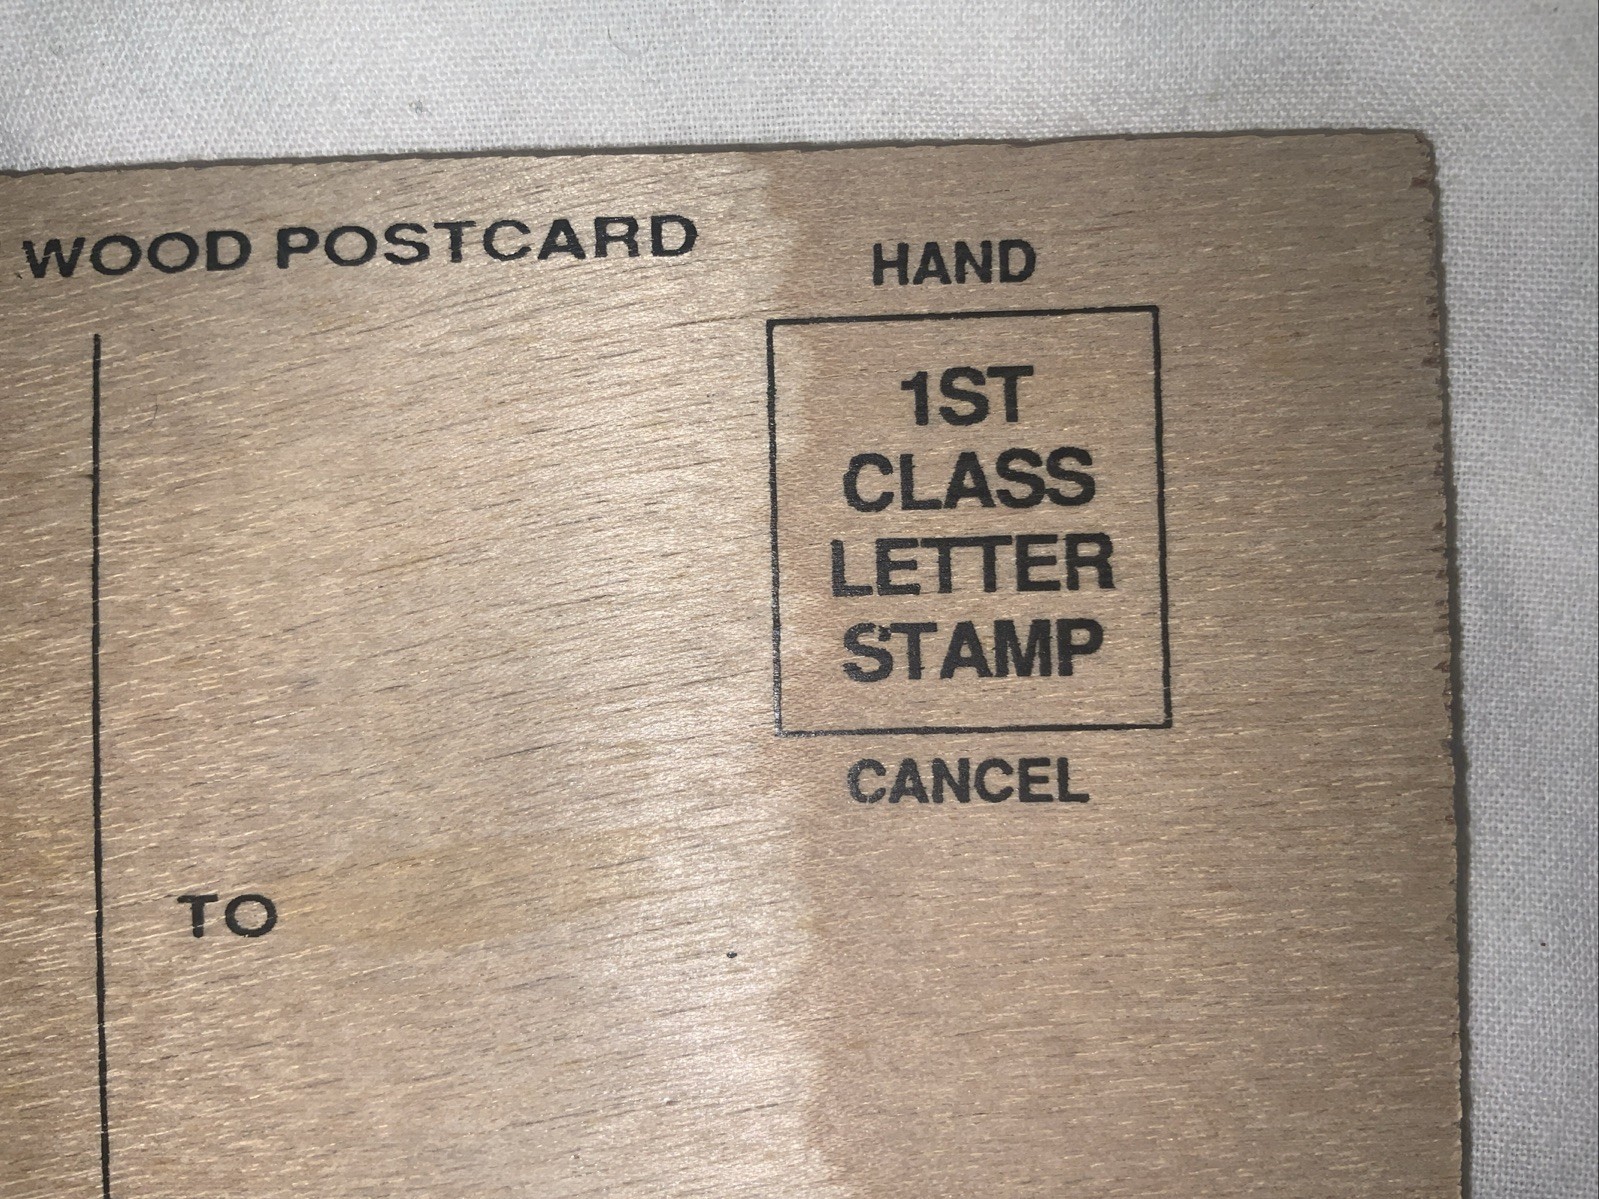 WOOD POSTCARD
HAND
1ST
CLASS
LETTER
STAMP
CANCEL
TO